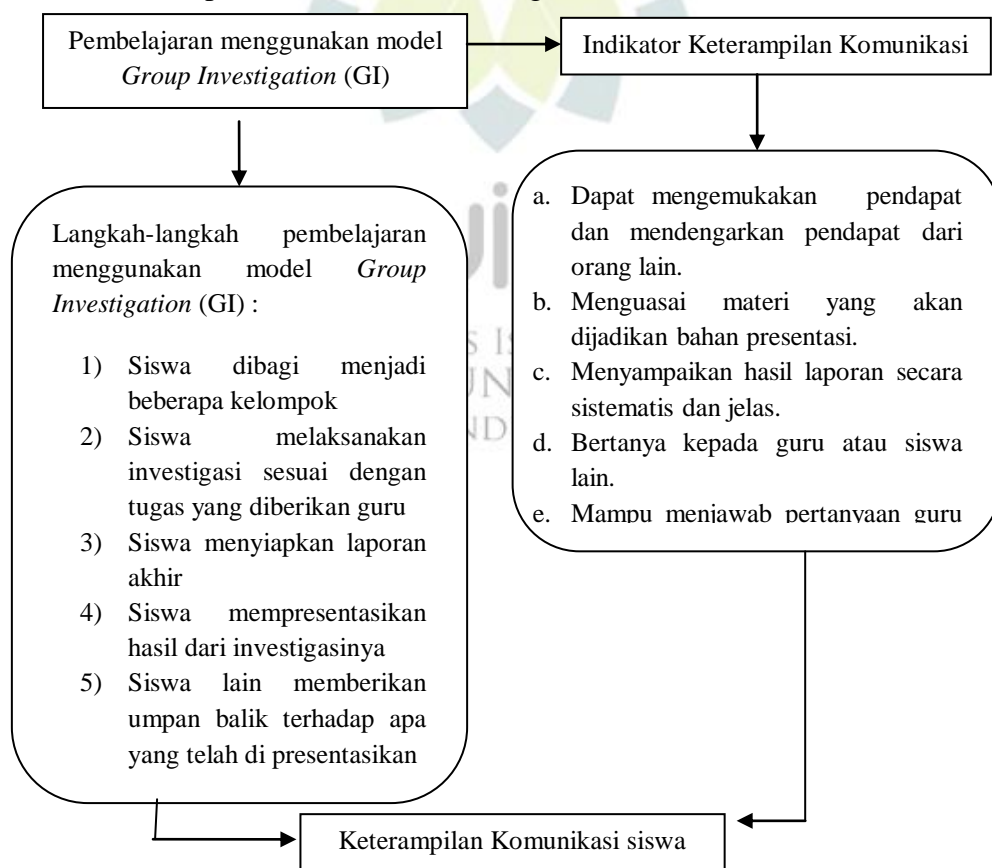 Pembelajaran menggunakan model
Group Investigation (GI)
Indikator Keterampilan Komunikasi
Langkah-langkah pembelajaran
menggunakan model Group
Investigation (GI) :
1) Siswa dibagi menjadi
beberapa kelompok
2) Siswa melaksanakan
investigasi sesuai dengan
tugas yang diberikan guru
3) Siswa menyiapkan laporan
akhir
4) Siswa mempresentasikan
hasil dari investigasinya
5) Siswa lain memberikan
umpan balik terhadap apa
yang telah di presentasikan
a. Dapat mengemukakan pendapat
dan mendengarkan pendapat dari
orang lain.
b. Menguasai materi yang akan
dijadikan bahan presentasi.
c. Menyampaikan hasil laporan secara
sistematis dan jelas.
d. Bertanya kepada guru atau siswa
lain.
e. Mampu menjawab pertanyaan guru
Keterampilan Komunikasi siswa